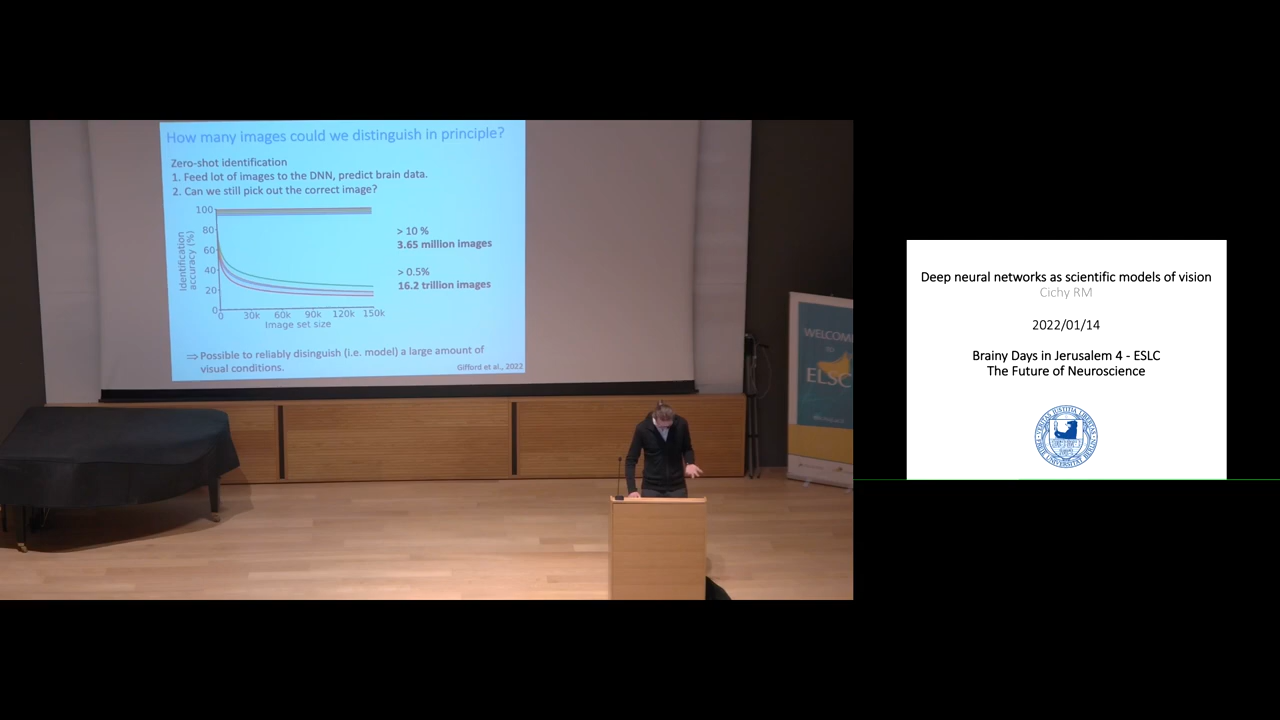 How many images could we distinguish in principle?
Zero-shot identification
1. Feed lot of images to the DNN, predict brain data.
2. Can we still pick out the correct image?
100
80
60
40
20
0
Identification
accuracy (%)
0 30k 60k 90k 120k 150k
Image set size
> 10 %
3.65 million images
> 0.5%
16.2 trillion images
⇒ Possible to reliably disinguish (i.e. model) a large amount of
visual conditions.
Gifford et al., 2022
WELCOM
ELSC
Deep neural networks as scientific models of vision
Cichy RM
2022/01/14
Brainy Days in Jerusalem 4 - ESLC
The Future of Neuroscience